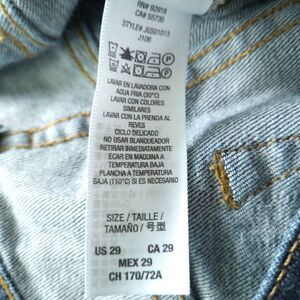 RN# 92918
CA# 55730
STYLE# JGS01013
J106
LAVAR EN LAVADORA CON
AGUA FRIA (30°C)
LAVAR CON COLORES
SIMILARES
LAVAR CON LA PRENDA AL
REVES
CICLO DELICADO
NO USAR BLANQUEADOR
RETIRAR INMEDIATAMENTE
ECAR EN MAQUINA A
TEMPERATURA BAJA
PLANCHA A TEMPERATURA
BAJA (110°C) SI ES NECESARIO
SIZE / TAILLE /
TAMAÑO / 号型
US 29 CA 29
MEX 29
CH 170/72A